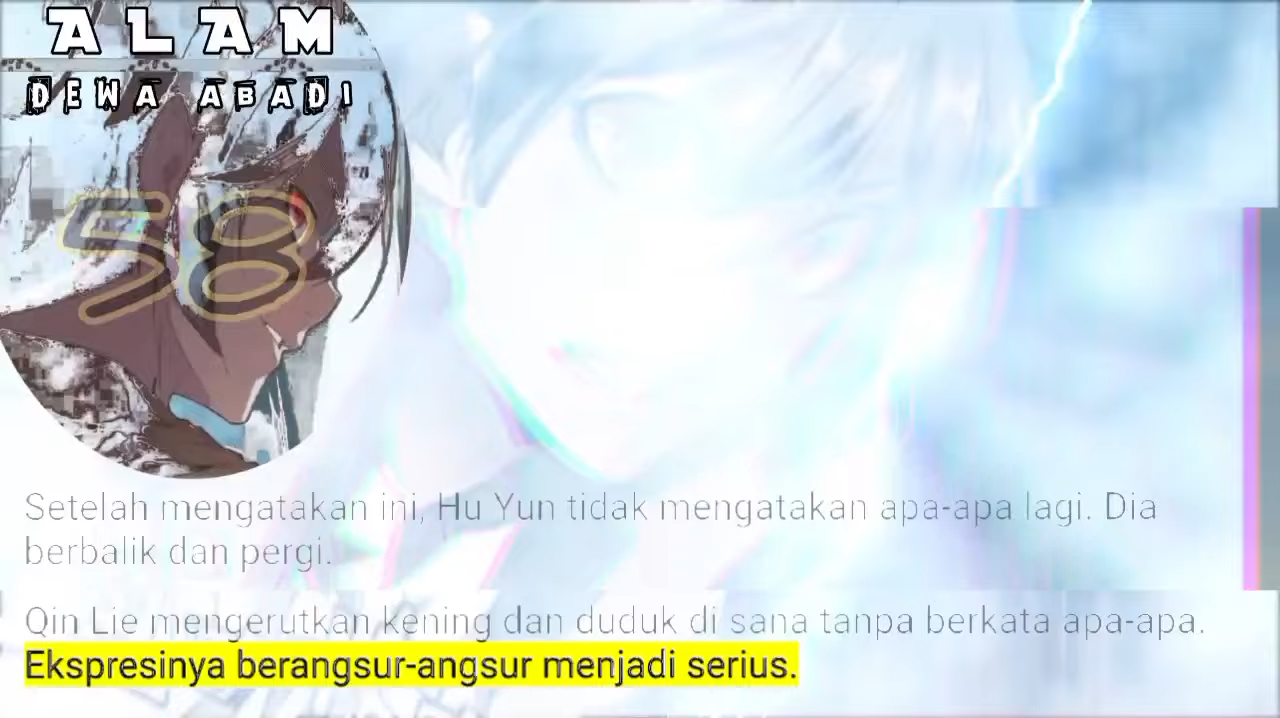 ALAM
DEWA ABADI
58
Setelah mengatakan ini, Hu Yun tidak mengatakan apa-apa lagi. Dia
berbalik dan pergi.
Qin Lie mengerutkan kening dan duduk di sana tanpa berkata apa-apa.
Ekspresinya berangsur-angsur menjadi serius.